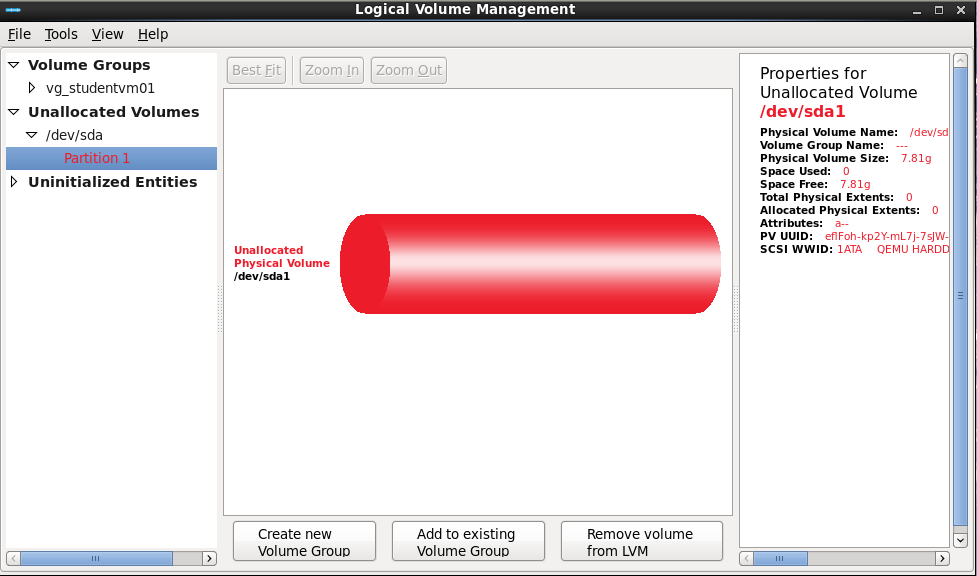 Logical Volume Management
File Tools View Help
Volume Groups
vg_studentvm01
Unallocated Volumes
/dev/sda
Partition 1
Uninitialized Entities
Best Fit
Zoom In
Zoom Out
Unallocated
Physical Volume
/dev/sda1
Create new
Volume Group
Add to existing
Volume Group
Remove volume
from LVM
Properties for
Unallocated Volume
/dev/sda1
Physical Volume Name: /dev/sd
Volume Group Name: ---
Physical Volume Size: 7.81g
Space Used: 0
Space Free: 7.81g
Total Physical Extents: 0
Allocated Physical Extents: 0
Attributes: a--
PV UUID: eflFoh-kp2Y-mL7J-7sJW-
SCSI WWID: 1ATA QEMU HARDD